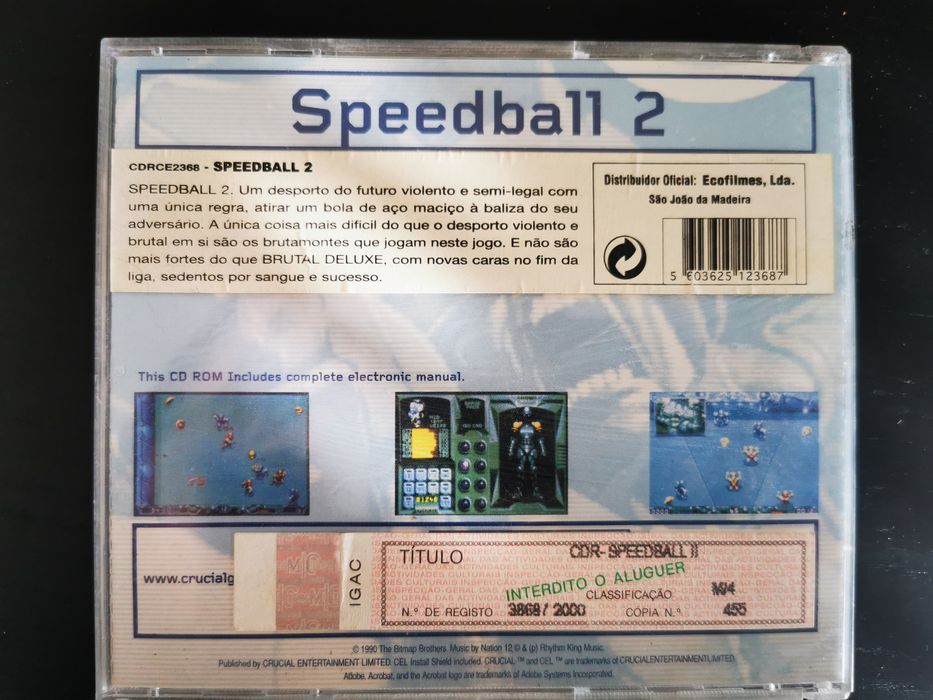 Speedball 2
CDRCE2368 - SPEEDBALL 2
SPEEDBALL 2. Um desporto do futuro violento e semi-legal com
uma única regra, atirar um bola de aço maciço à baliza do seu
adversário. A única coisa mais difícil do que o desporto violento e
brutal em si são os brutamontes que jogam neste jogo. E não são
mais fortes do que BRUTAL DELUXE, com novas caras no fim da
liga, sedentos por sangue e sucesso.
Distribuidor Oficial: Ecofilmes, Lda.
São João da Madeira
5 603625 123687
This CD ROM Includes complete electronic manual.
www.crucialg
IGAC
TÍTULO CDR- SPEEDBALL II
INTERDITO O ALUGUER
CLASSIFICAÇÃO M/4
N.º DE REGISTO 3868/ 2000 CÓPIA N.º 455
© 1990 The Bitmap Brothers. Music by Nation 12 © & (p) Rhythm King Music.
Published by CRUCIAL ENTERTAINMENT LIMITED. CEL Install Shield included. CRUCIAL ™ and CEL ™ are trademarks of CRUCIAL ENTERTAINMENT LIMITED.
Adobe, Acrobat, and the Acrobat logo are trademarks of Adobe Systems Incorporated.